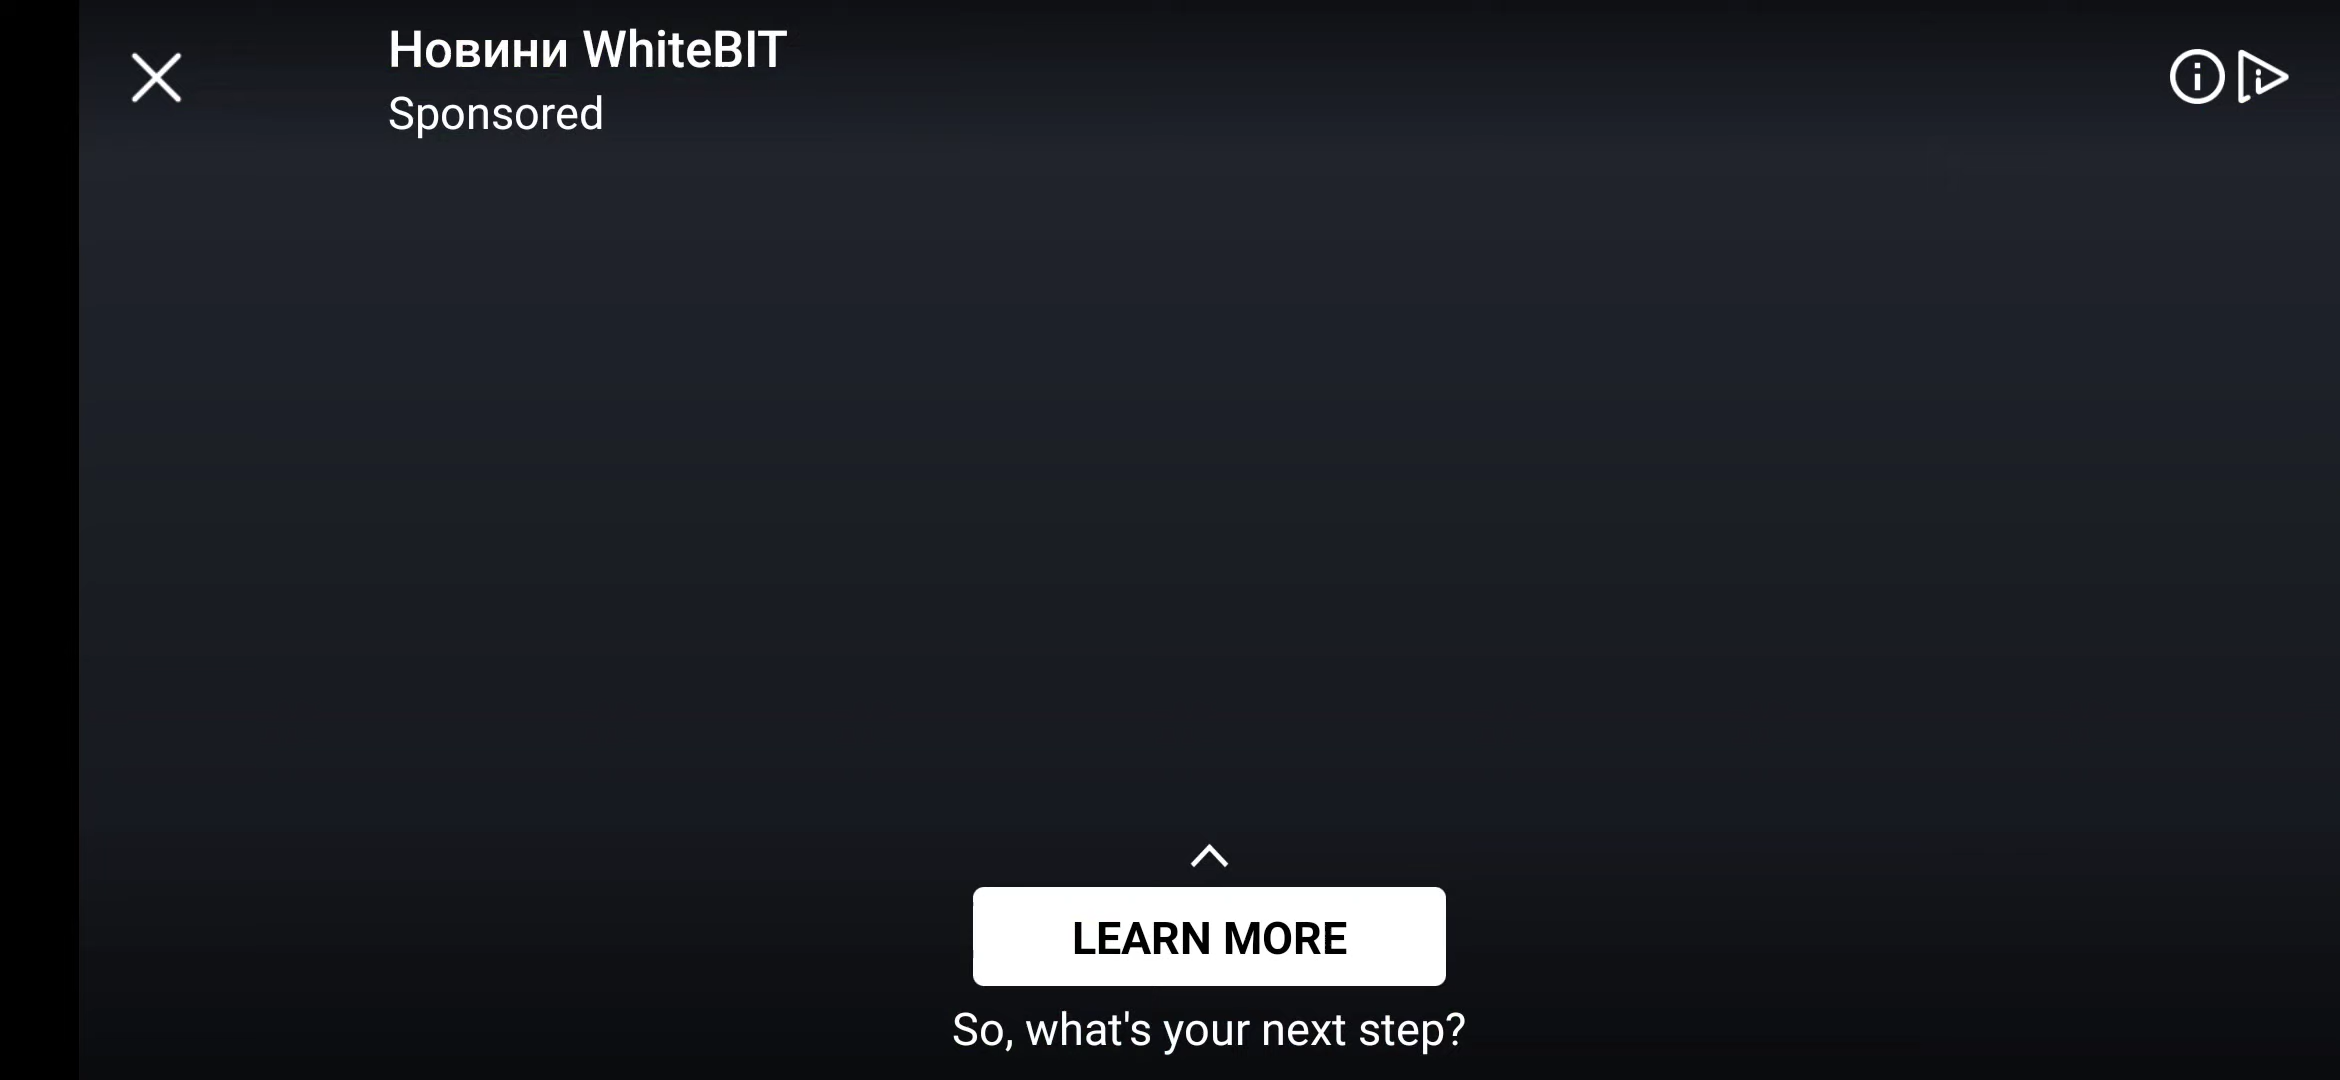 Новини WhiteBIT
Sponsored
LEARN MORE
So, what's your next step?